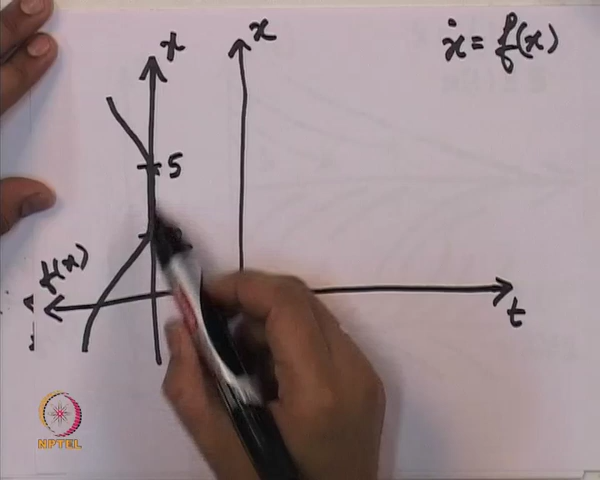 x
x
ẋ = f(x)
5
f(x)
t
NPTEL